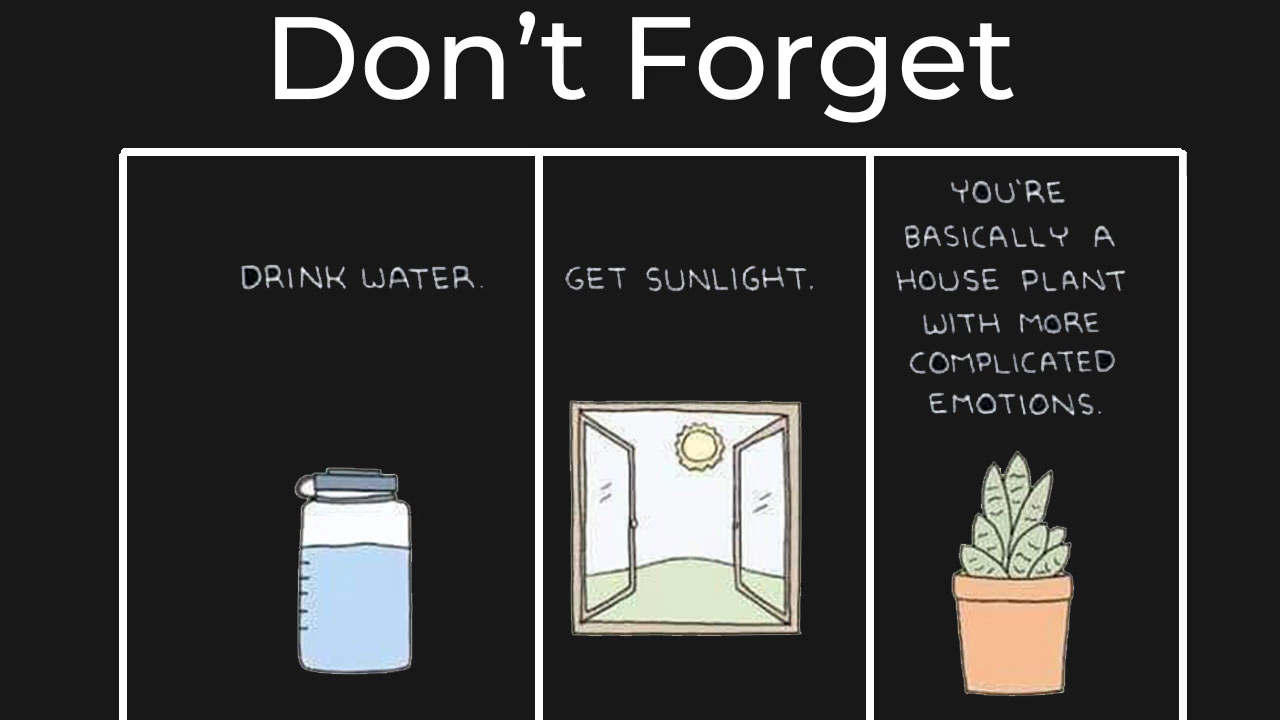 Don’t Forget
DRINK WATER.
GET SUNLIGHT.
YOU'RE
BASICALLY A
HOUSE PLANT
WITH MORE
COMPLICATED
EMOTIONS.